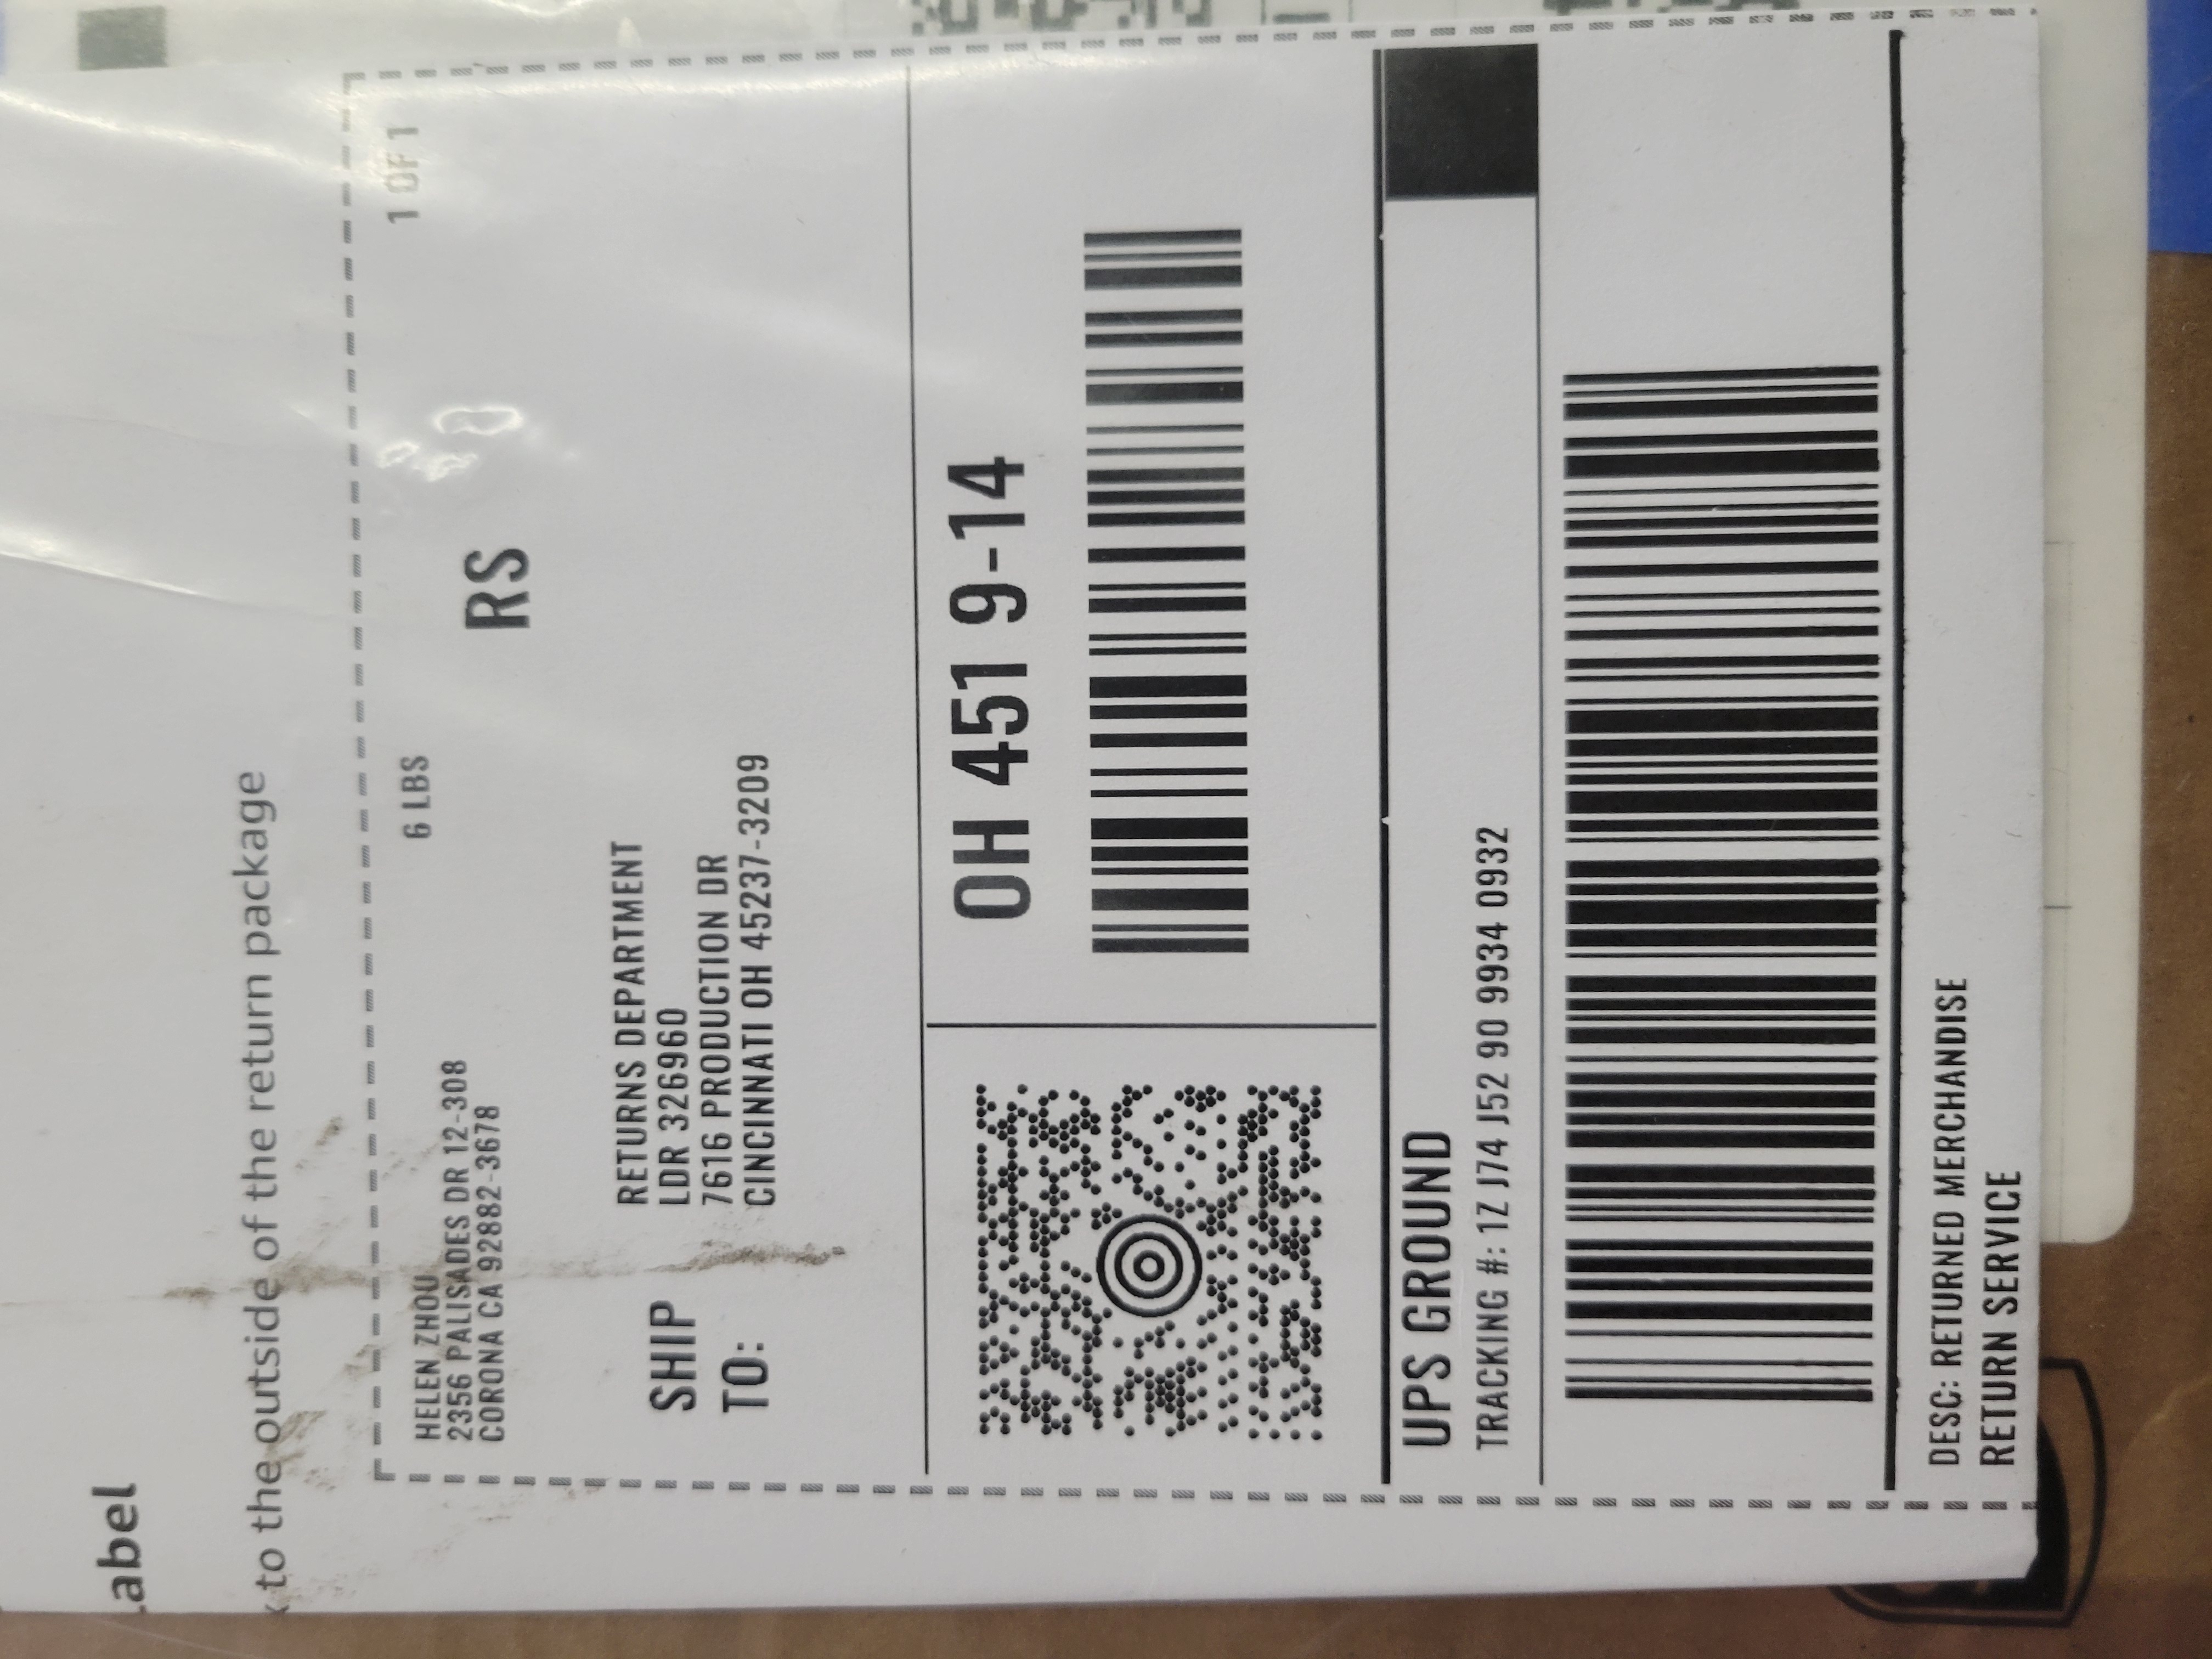 abel
to the outside of the return package
HELEN ZHOU
2356 PALISADES DR 12-308
CORONA CA 92882-3678
6 LBS
1 OF 1
RS
SHIP
TO:
RETURNS DEPARTMENT
LDR 326960
7616 PRODUCTION DR
CINCINNATI OH 45237-3209
OH 451 9-14
UPS GROUND
TRACKING #: 1Z J74 J52 90 9934 0932
DESC: RETURNED MERCHANDISE
RETURN SERVICE